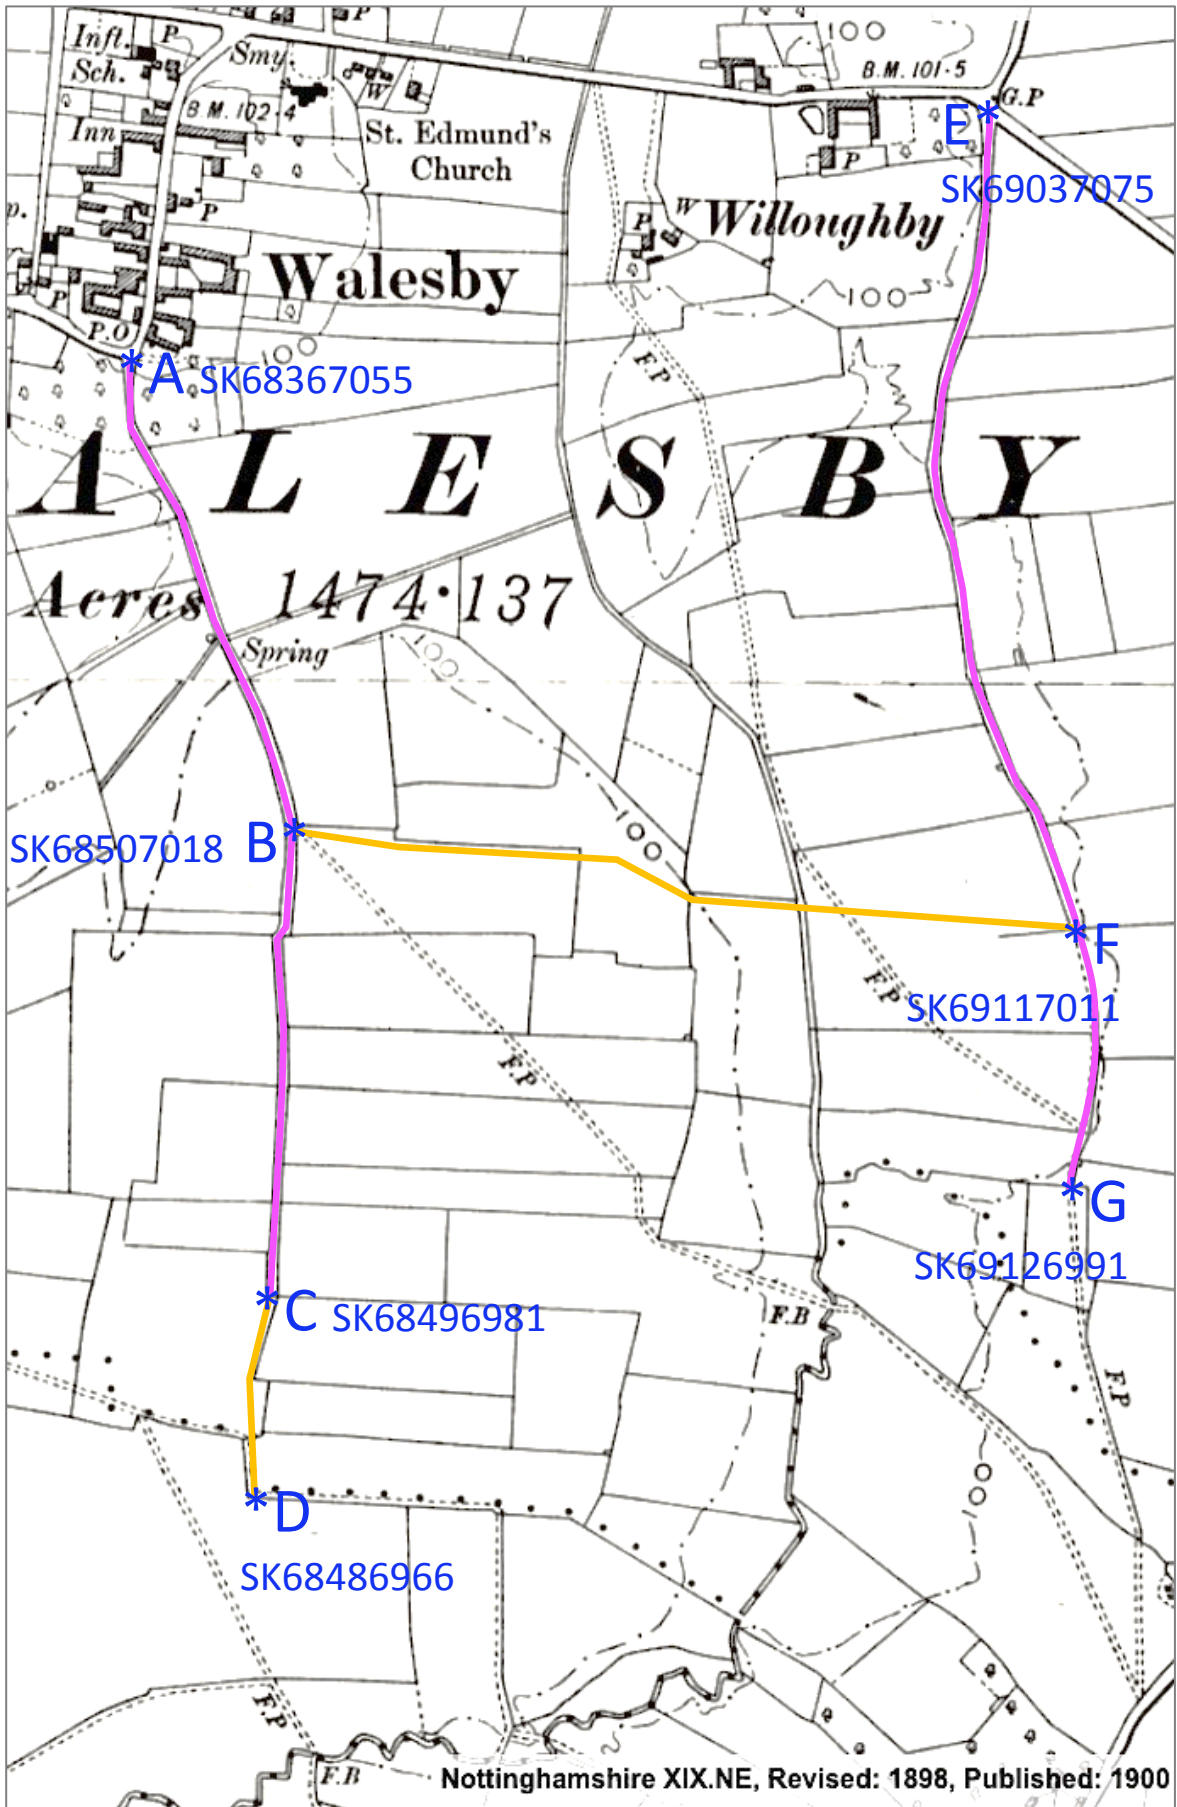 P
P
Inft.
Sch.
Smy.
W
100
B.M. 101·5
G.P
B.M. 102·4
Inn
St. Edmund's
Church
E
P
SK69037075
P
P
W
Willoughby
Walesby
100
P
P.O
100
F.P
A SK68367055
A L E S B Y
Acres 1474·137
Spring
100
100
SK68507018 B
F
F.P
SK69117011
F.P
G
SK69126991
C SK68496981
F.B
F.P
100
D
SK68486966
F.P
F.B
Nottinghamshire XIX.NE, Revised: 1898, Published: 1900